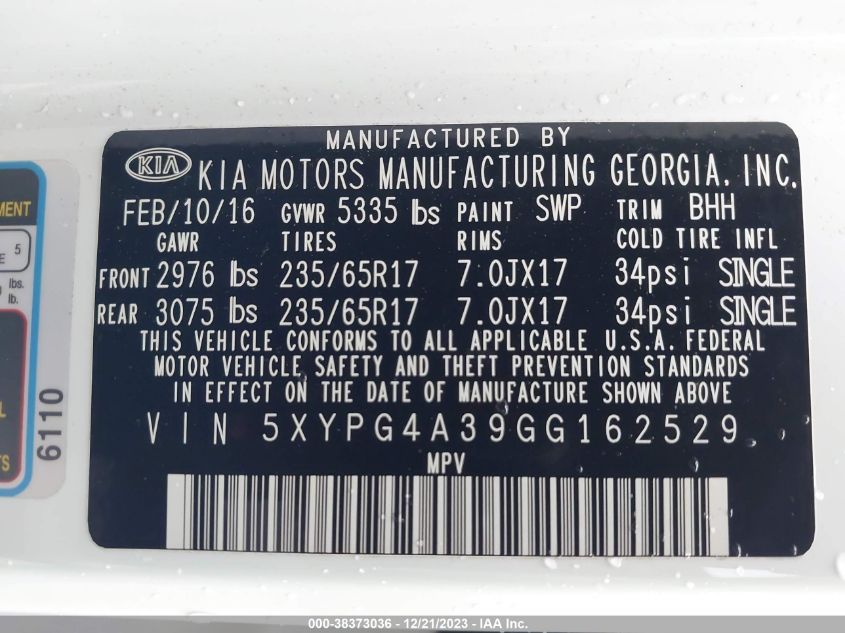 MANUFACTURED BY
KIA KIA MOTORS MANUFACTURING GEORGIA, INC.
FEB/10/16 GVWR 5335 lbs PAINT SWP TRIM BHH
GAWR TIRES RIMS COLD TIRE INFL
FRONT 2976 lbs 235/65R17 7.0JX17 34psi SINGLE
REAR 3075 lbs 235/65R17 7.0JX17 34psi SINGLE
THIS VEHICLE CONFORMS TO ALL APPLICABLE U.S.A. FEDERAL
MOTOR VEHICLE SAFETY AND THEFT PREVENTION STANDARDS
IN EFFECT ON THE DATE OF MANUFACTURE SHOWN ABOVE
VIN 5XYPG4A39GG162529
MPV
5
lbs.
lb.
6110
000-38373036 - 12/21/2023 - IAA Inc.